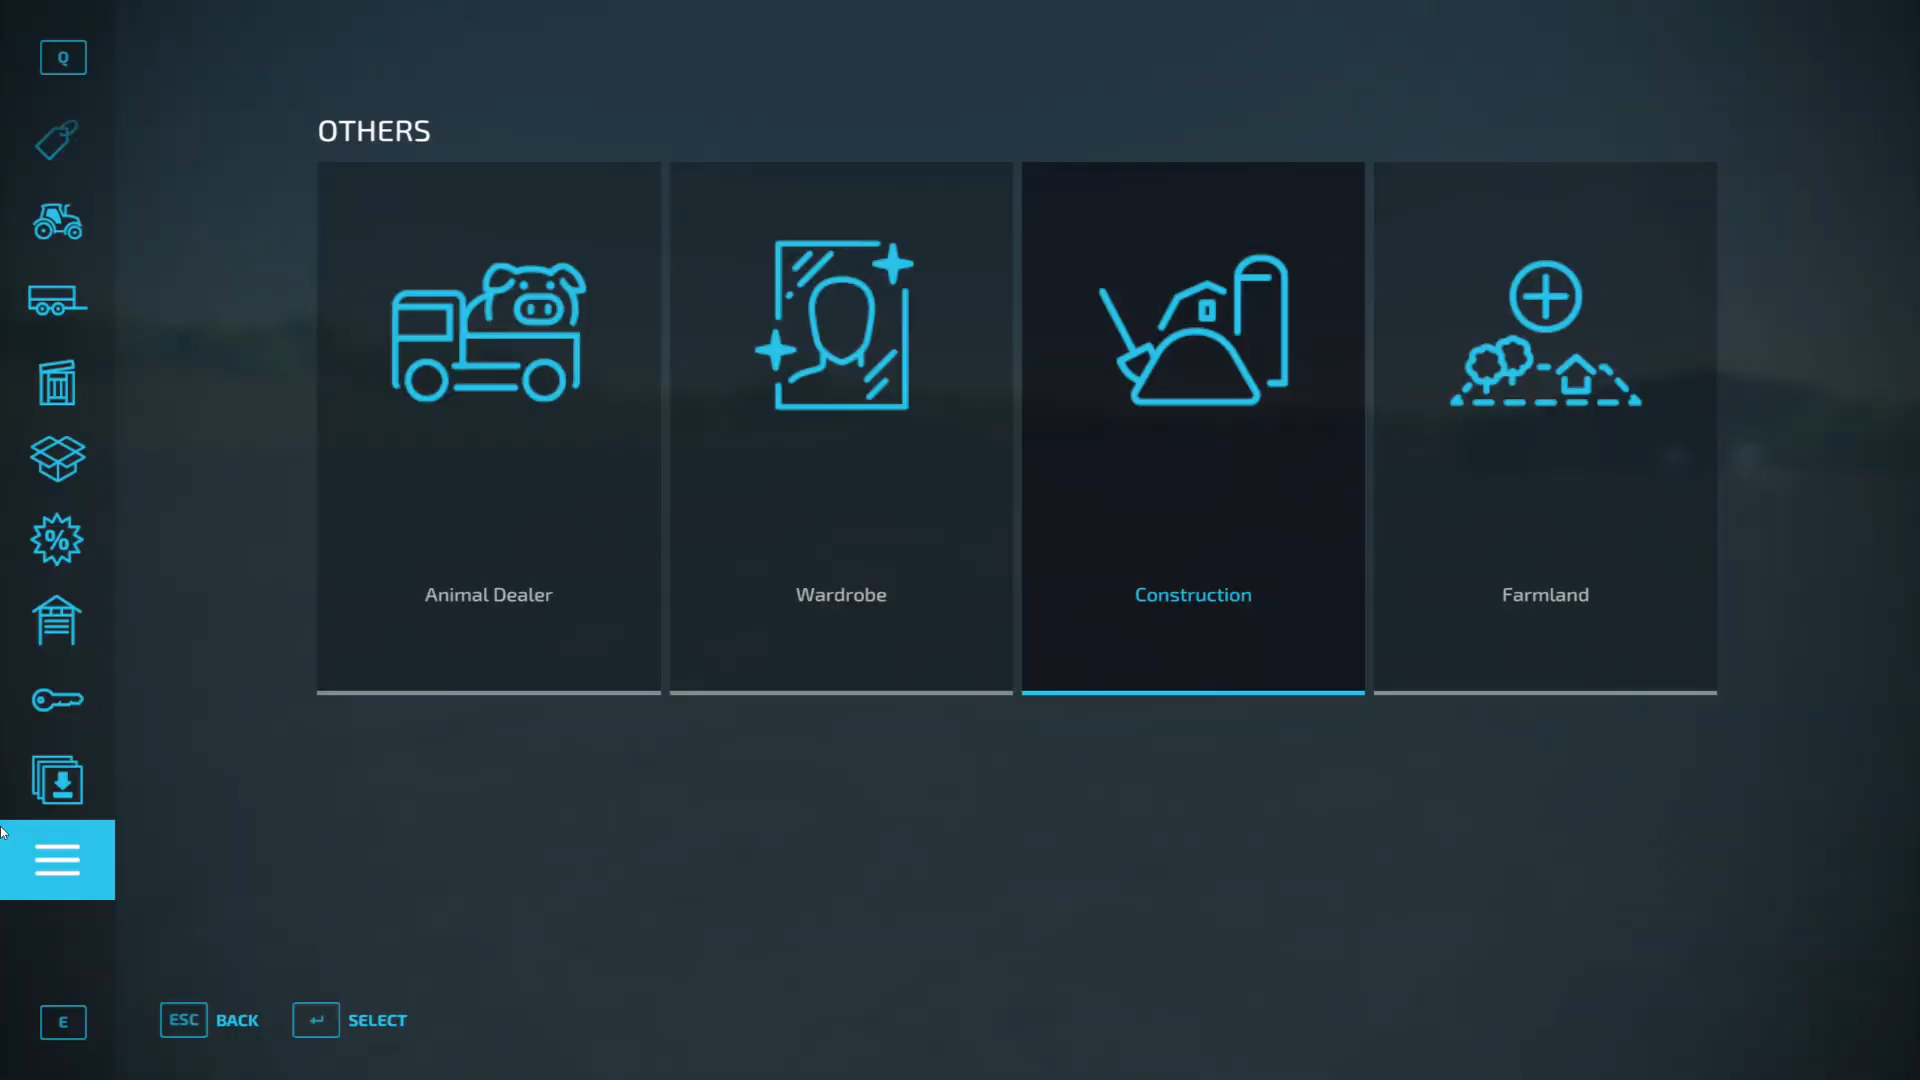 Q
OTHERS
%
Animal Dealer
Wardrobe
Construction
Farmland
E
ESC BACK
↵ SELECT